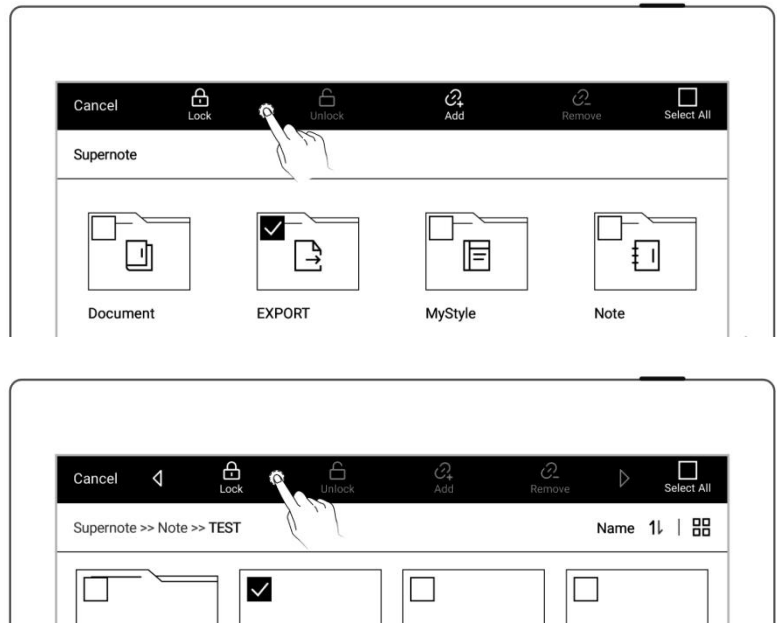 Cancel Lock Unlock Add Remove Select All
Supernote
Document EXPORT MyStyle Note
Cancel Lock Unlock Add Remove Select All
Supernote >> Note >> TEST Name